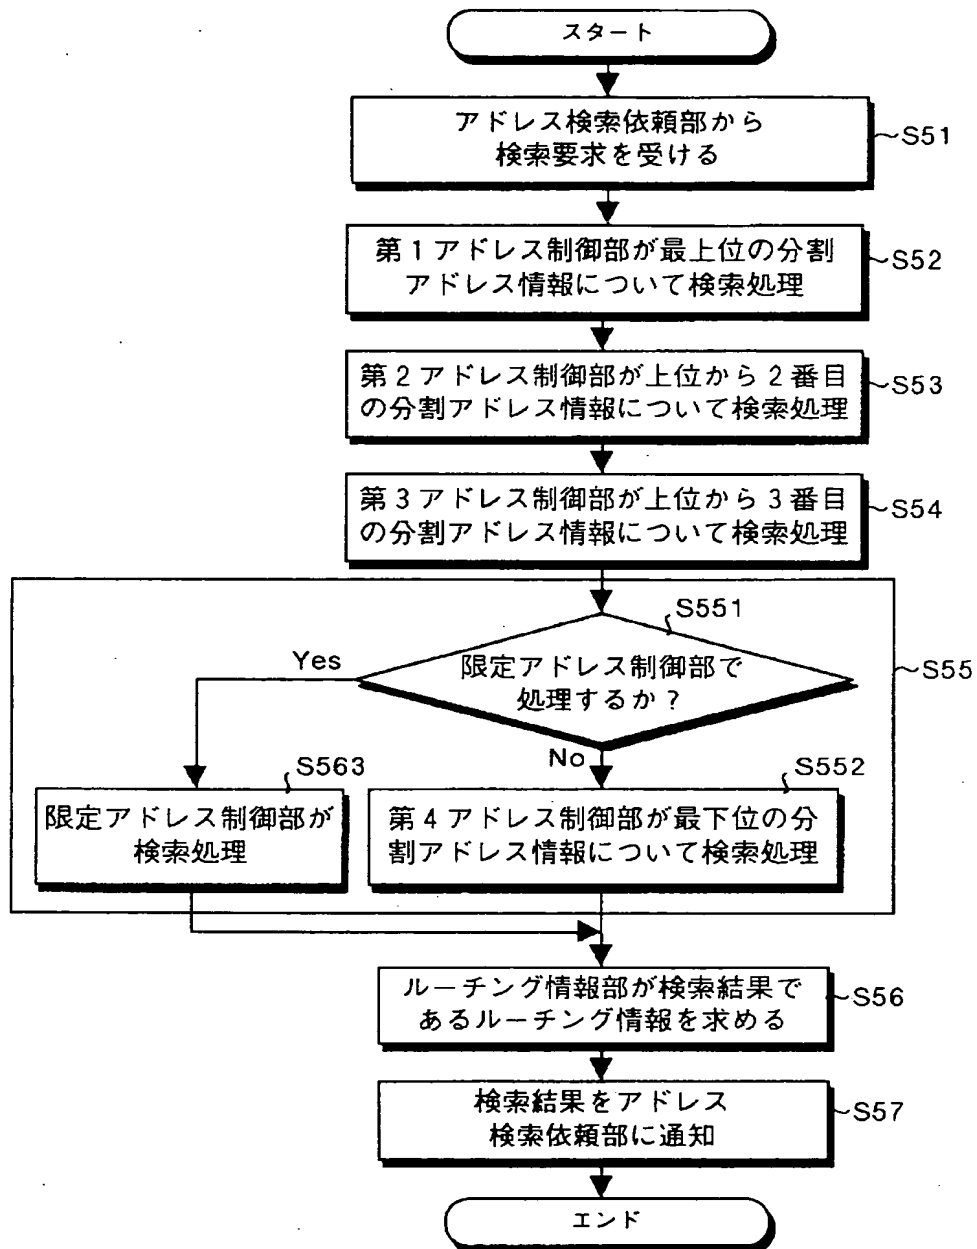 スタート
アドレス検索依頼部から
検索要求を受ける
S51
第1アドレス制御部が最上位の分割
アドレス情報について検索処理
S52
第2アドレス制御部が上位から2番目
の分割アドレス情報について検索処理
S53
第3アドレス制御部が上位から3番目
の分割アドレス情報について検索処理
S54
S551
限定アドレス制御部で
処理するか?
Yes
No
S55
S563
限定アドレス制御部が
検索処理
S552
第4アドレス制御部が最下位の分
割アドレス情報について検索処理
ルーチング情報部が検索結果で
あるルーチング情報を求める
S56
検索結果をアドレス
検索依頼部に通知
S57
エンド